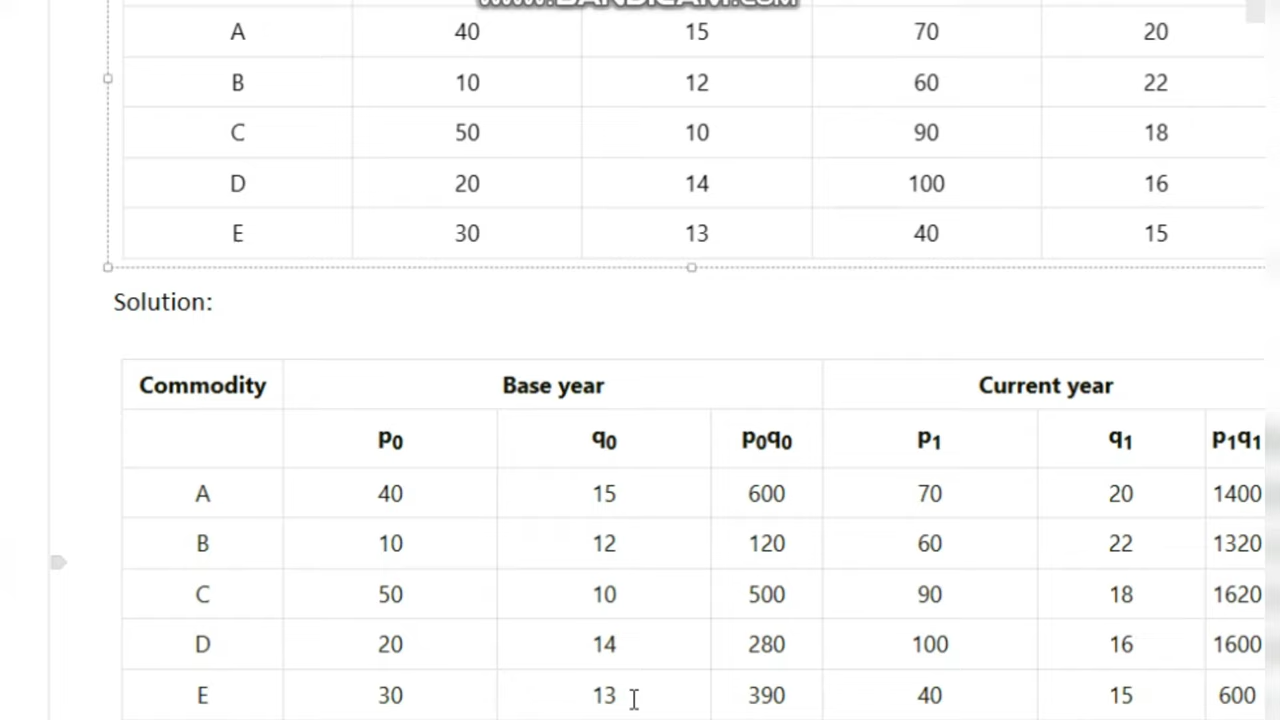 www.BANDICAM.com
A 40 15 70 20
B 10 12 60 22
C 50 10 90 18
D 20 14 100 16
E 30 13 40 15
Solution:
Commodity Base year Current year
p₀ q₀ p₀q₀ p₁ q₁ p₁q₁
A 40 15 600 70 20 1400
B 10 12 120 60 22 1320
C 50 10 500 90 18 1620
D 20 14 280 100 16 1600
E 30 13 390 40 15 600